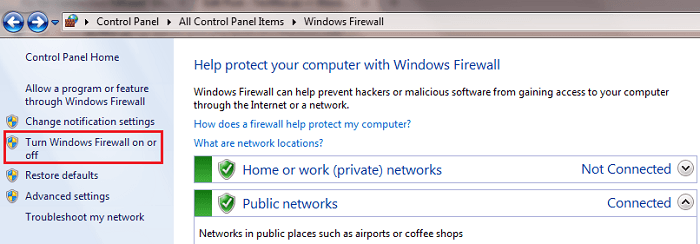 Control Panel ▸ All Control Panel Items ▸ Windows Firewall
Control Panel Home
Allow a program or feature
through Windows Firewall
Change notification settings
Turn Windows Firewall on or
off
Restore defaults
Advanced settings
Troubleshoot my network
Help protect your computer with Windows Firewall
Windows Firewall can help prevent hackers or malicious software from gaining access to your computer
through the Internet or a network.
How does a firewall help protect my computer?
What are network locations?
Home or work (private) networks Not Connected
Public networks Connected
Networks in public places such as airports or coffee shops